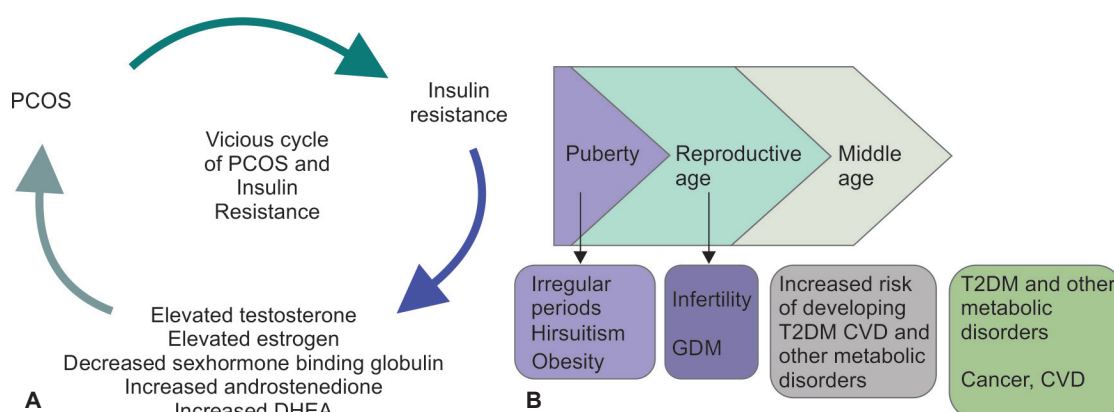 PCOS
Insulin
resistance
Vicious cycle
of PCOS and
Insulin
Resistance
Elevated testosterone
Elevated estrogen
Decreased sexhormone binding globulin
Increased androstenedione
Increased DHEA
A
Puberty
Reproductive
age
Middle
age
Irregular
periods
Hirsuitism
Obesity
Infertility
GDM
Increased risk
of developing
T2DM CVD and
other metabolic
disorders
T2DM and other
metabolic
disorders
Cancer, CVD
B